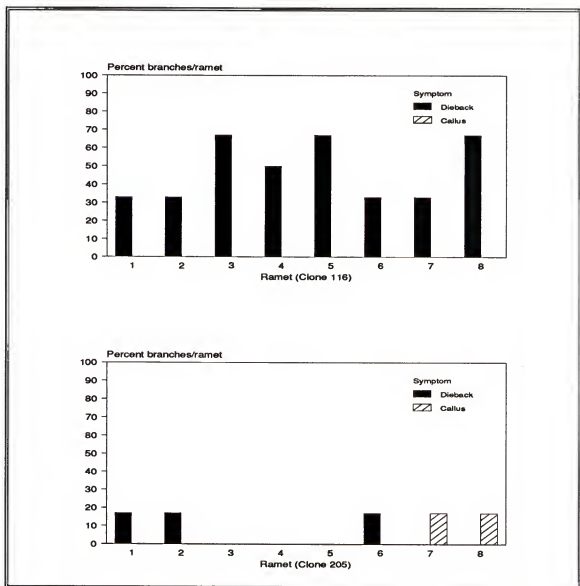 Percent branches/ramet
100
90
80
70
60
50
40
30
20
10
0
Symptom
Dieback
Callus
1 2 3 4 5 6 7 8
Ramet (Clone 116)
Percent branches/ramet
100
90
80
70
60
50
40
30
20
10
0
Symptom
Dieback
Callus
1 2 3 4 5 6 7 8
Ramet (Clone 205)